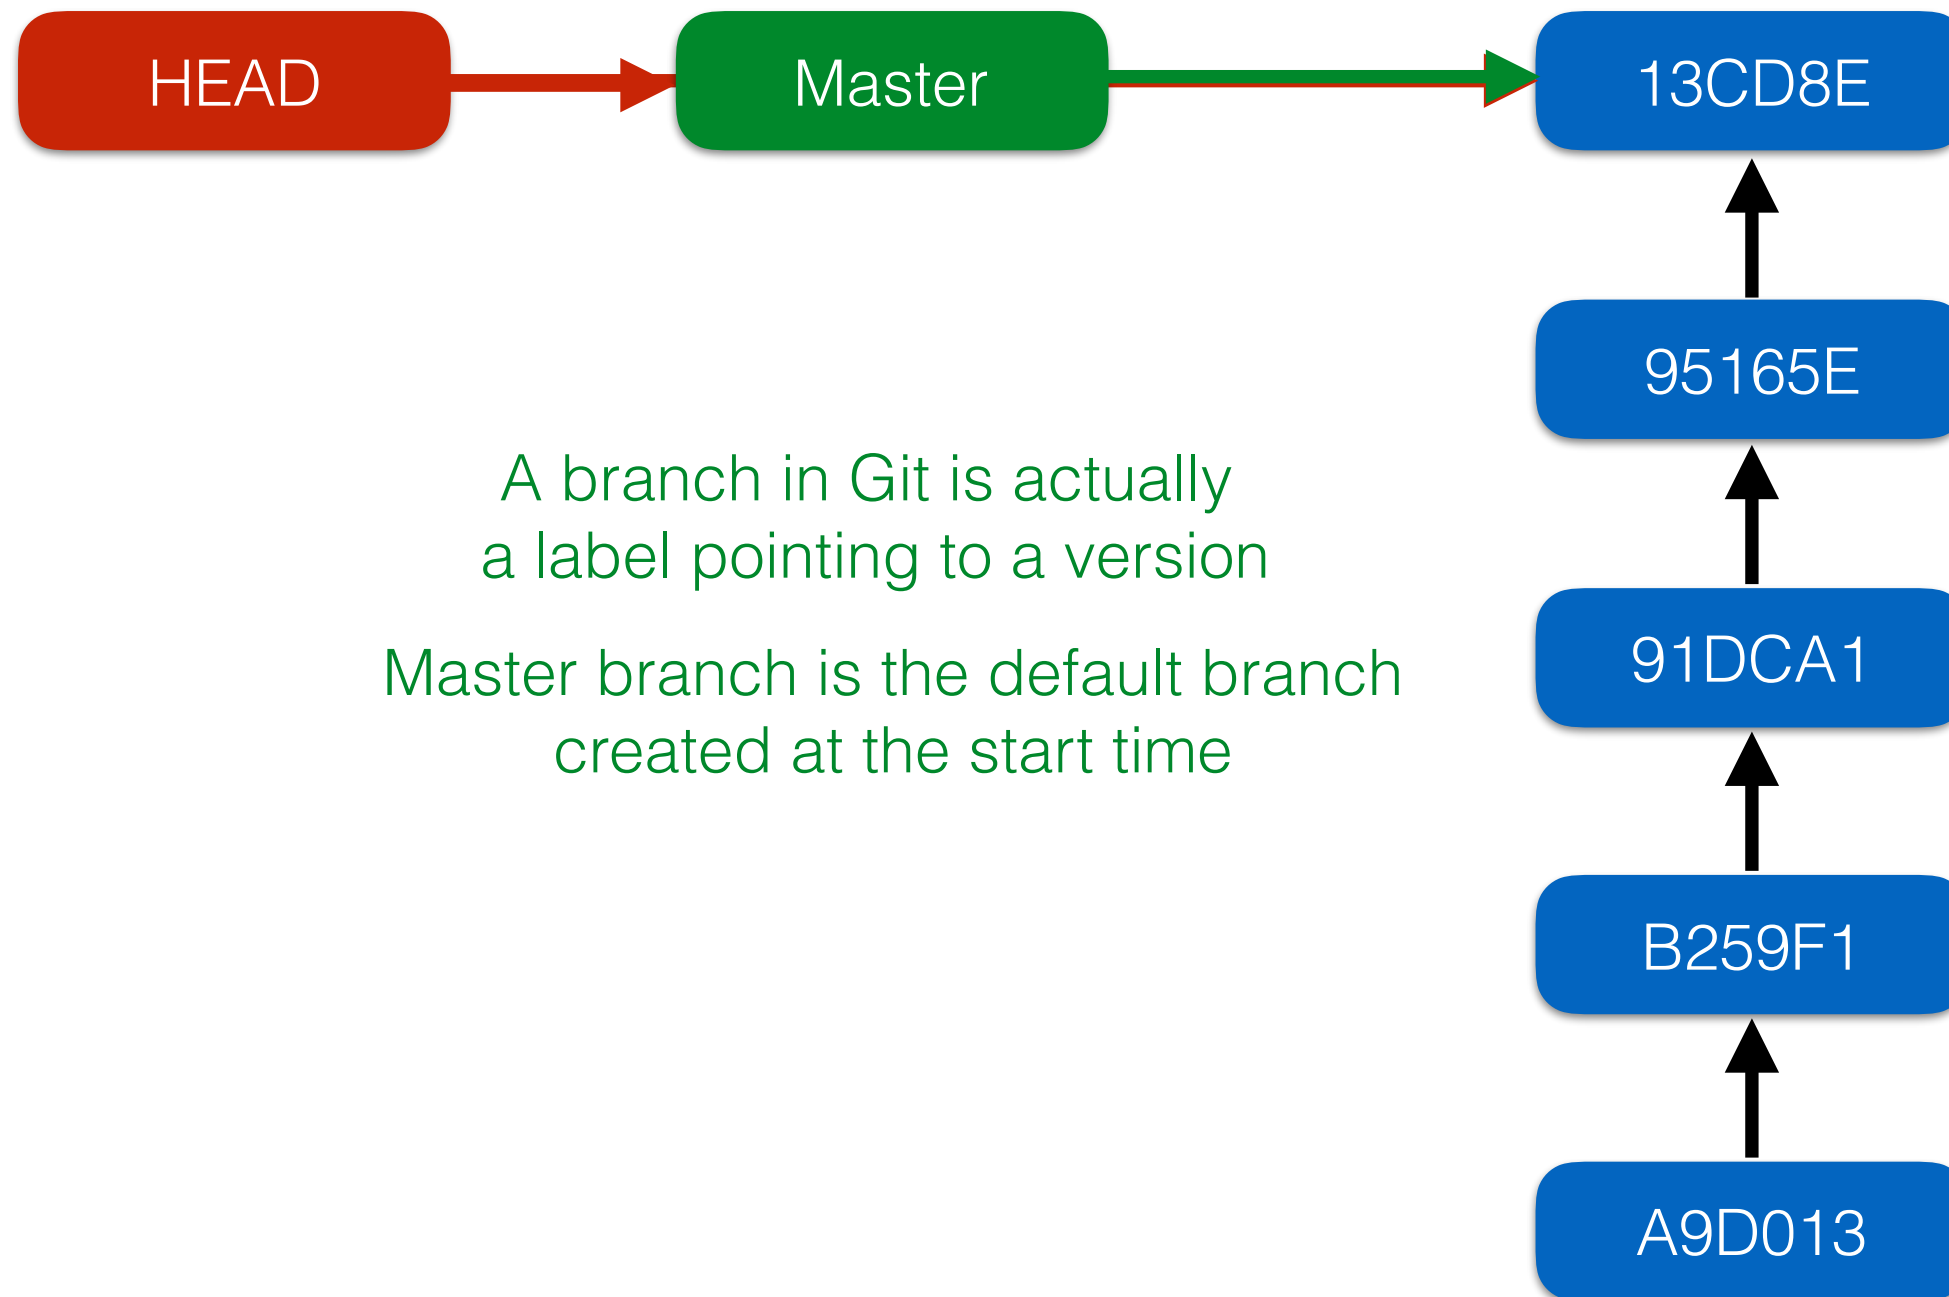 HEAD
Master
13CD8E
95165E
A branch in Git is actually
a label pointing to a version
Master branch is the default branch
created at the start time
91DCA1
B259F1
A9D013